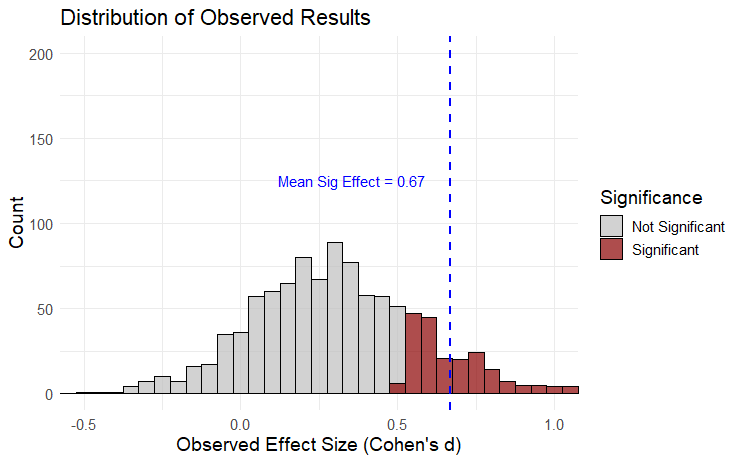 Distribution of Observed Results
200
150
100
50
0
Count
Mean Sig Effect = 0.67
-0.5
0.0
0.5
1.0
Observed Effect Size (Cohen's d)
Significance
Not Significant
Significant